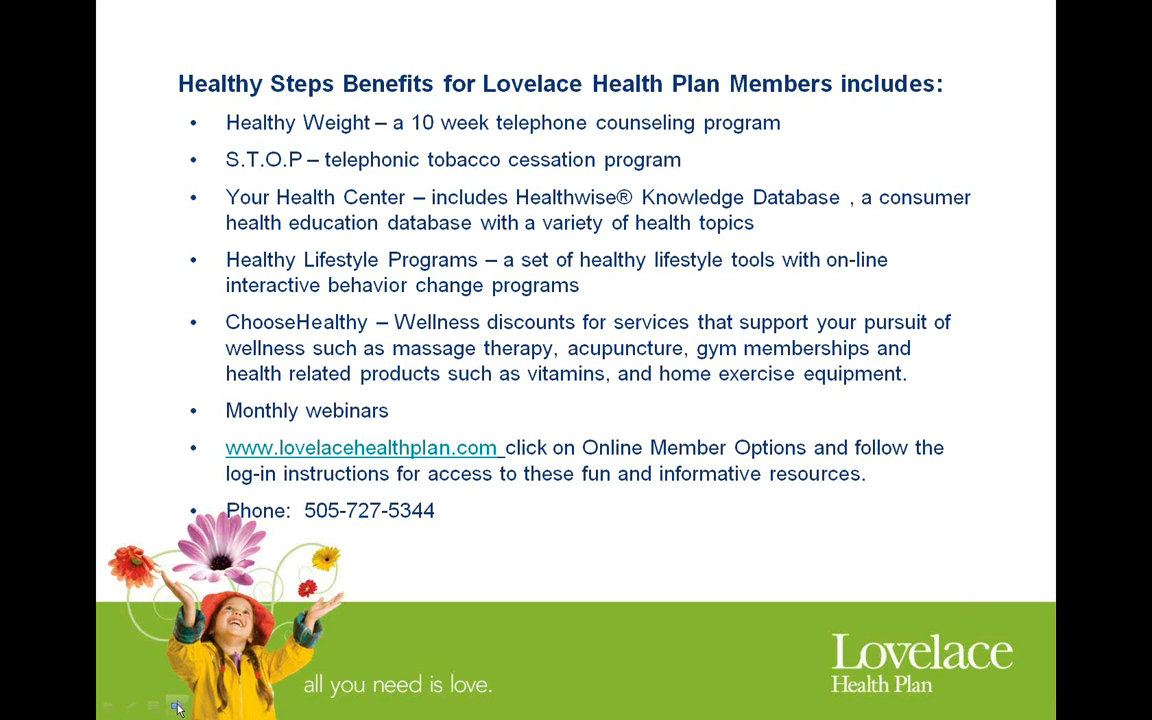 Healthy Steps Benefits for Lovelace Health Plan Members includes:
• Healthy Weight – a 10 week telephone counseling program
• S.T.O.P – telephonic tobacco cessation program
• Your Health Center – includes Healthwise® Knowledge Database , a consumer
health education database with a variety of health topics
• Healthy Lifestyle Programs – a set of healthy lifestyle tools with on-line
interactive behavior change programs
• ChooseHealthy – Wellness discounts for services that support your pursuit of
wellness such as massage therapy, acupuncture, gym memberships and
health related products such as vitamins, and home exercise equipment.
• Monthly webinars
• www.lovelacehealthplan.com click on Online Member Options and follow the
log-in instructions for access to these fun and informative resources.
• Phone: 505-727-5344
all you need is love.
Lovelace
Health Plan